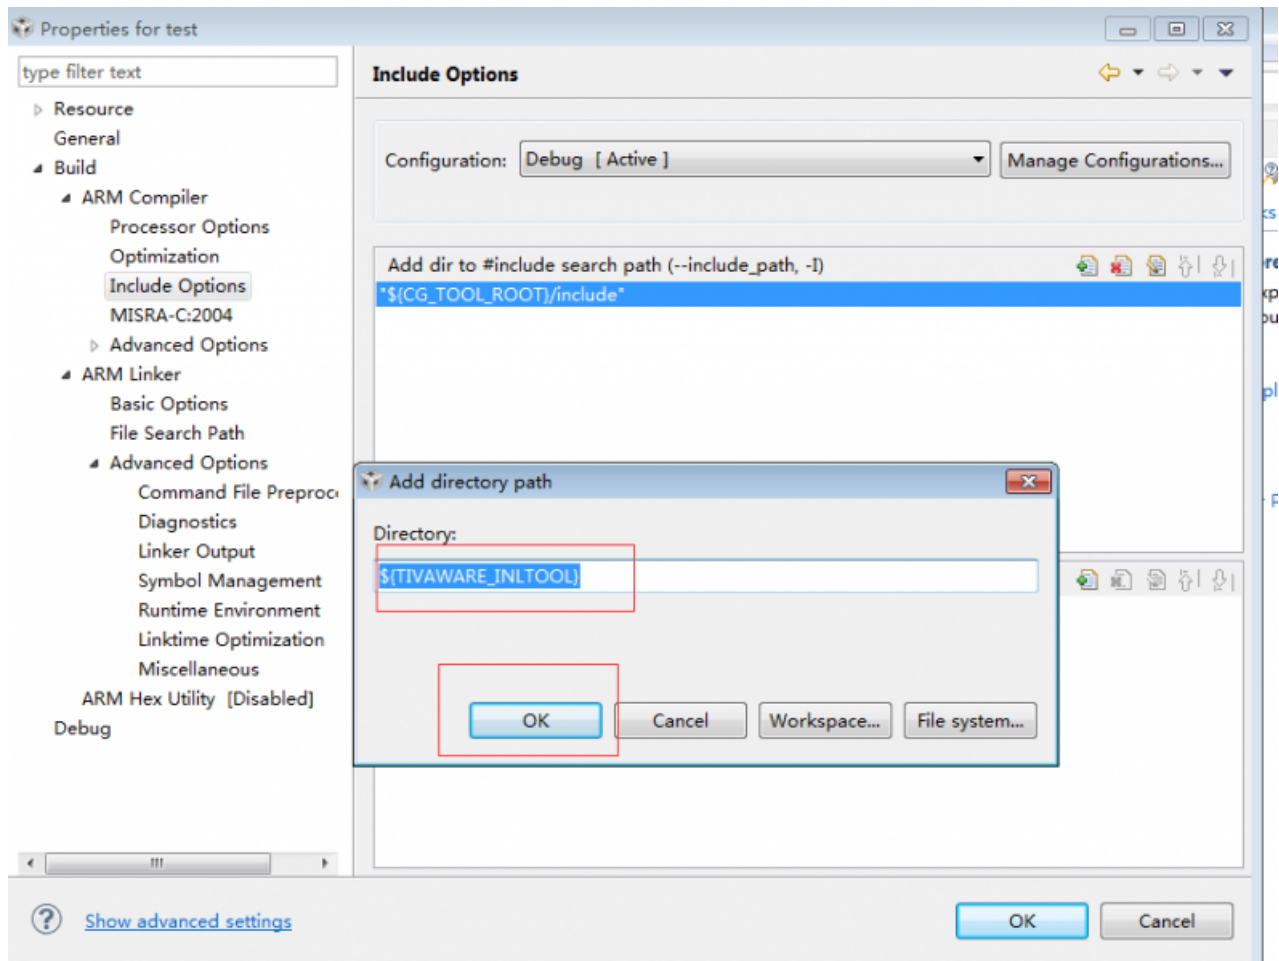 Properties for test
type filter text
Resource
General
Build
ARM Compiler
Processor Options
Optimization
Include Options
MISRA-C:2004
Advanced Options
ARM Linker
Basic Options
File Search Path
Advanced Options
Command File Preproc
Diagnostics
Linker Output
Symbol Management
Runtime Environment
Linktime Optimization
Miscellaneous
ARM Hex Utility [Disabled]
Debug
Include Options
Configuration: Debug [ Active ] Manage Configurations...
Add dir to #include search path (--include_path, -I)
"${CG_TOOL_ROOT}/include"
Add directory path
Directory:
${TIVAWARE_INLTOOL}
OK Cancel Workspace... File system...
Show advanced settings
OK Cancel